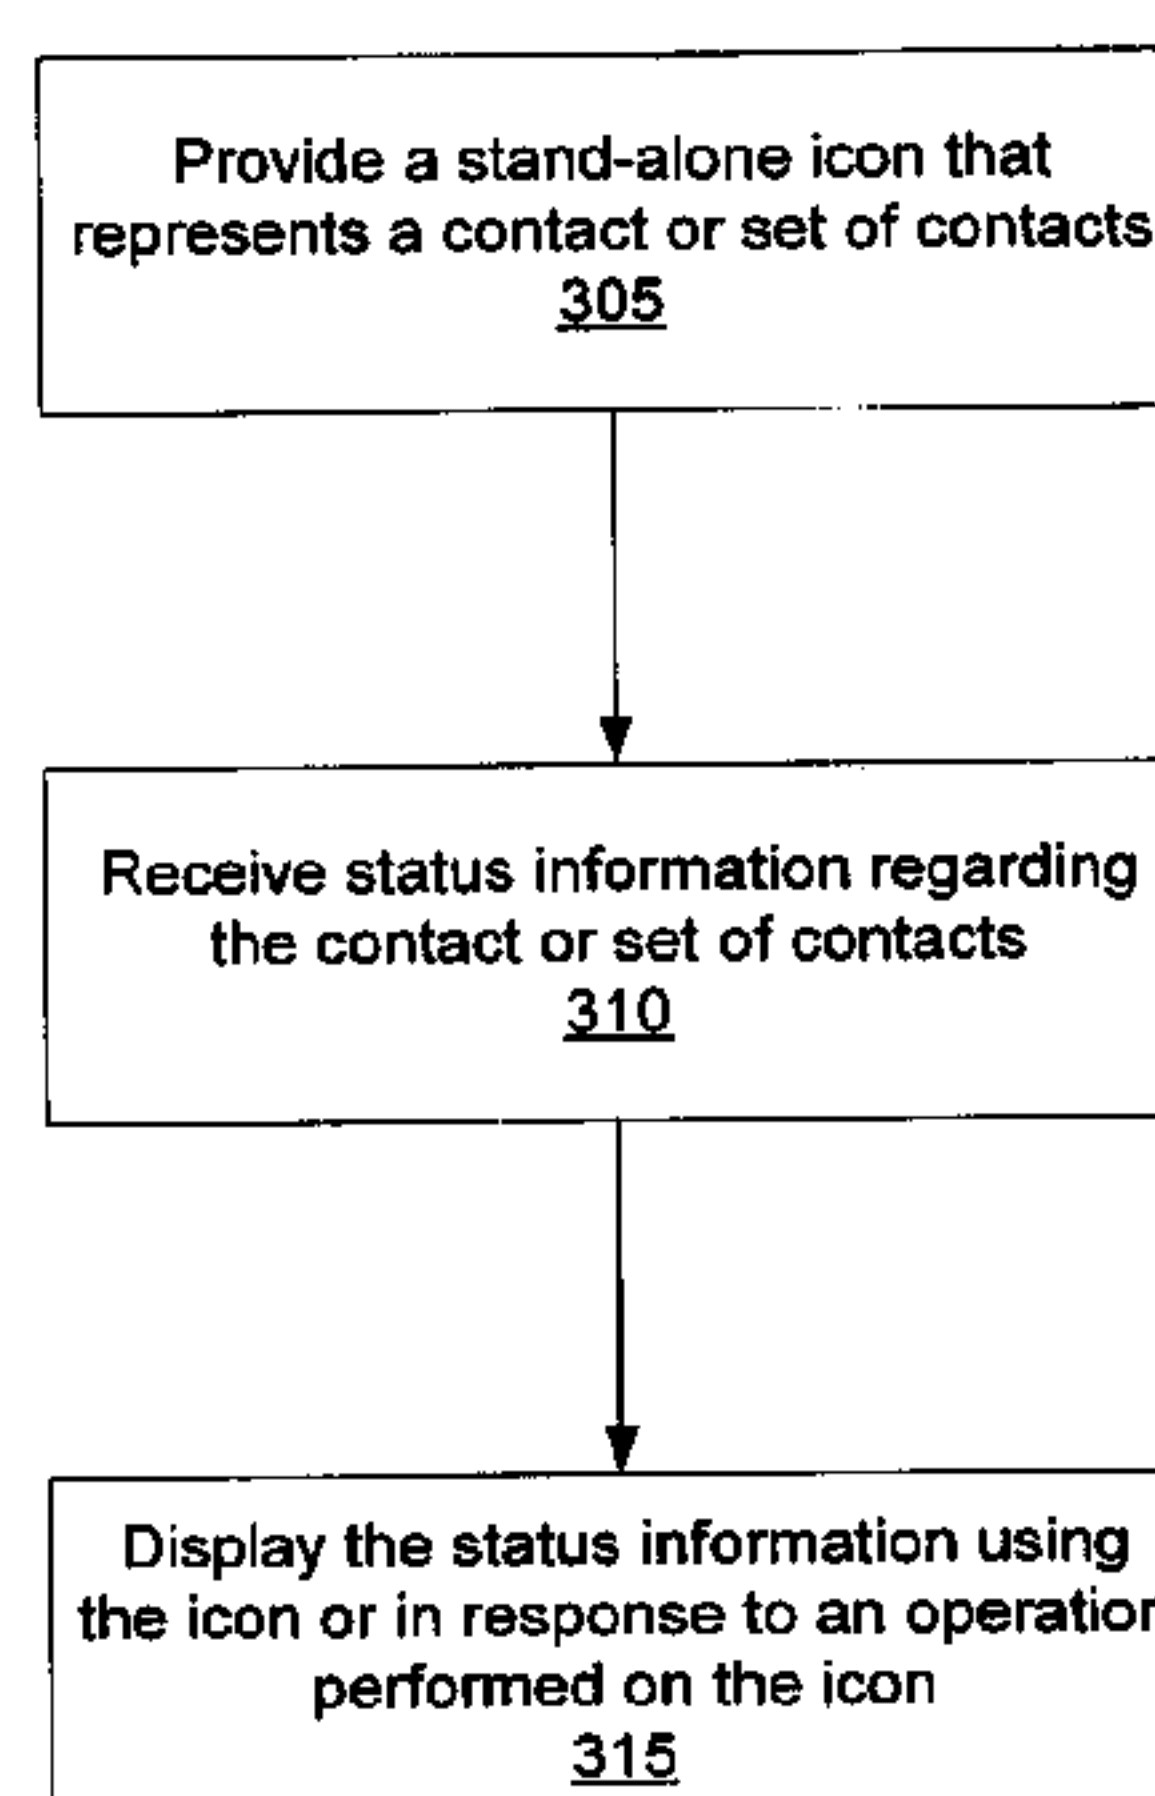 Provide a stand-alone icon that
represents a contact or set of contacts
305
Receive status information regarding
the contact or set of contacts
310
Display the status information using
the icon or in response to an operation
performed on the icon
315